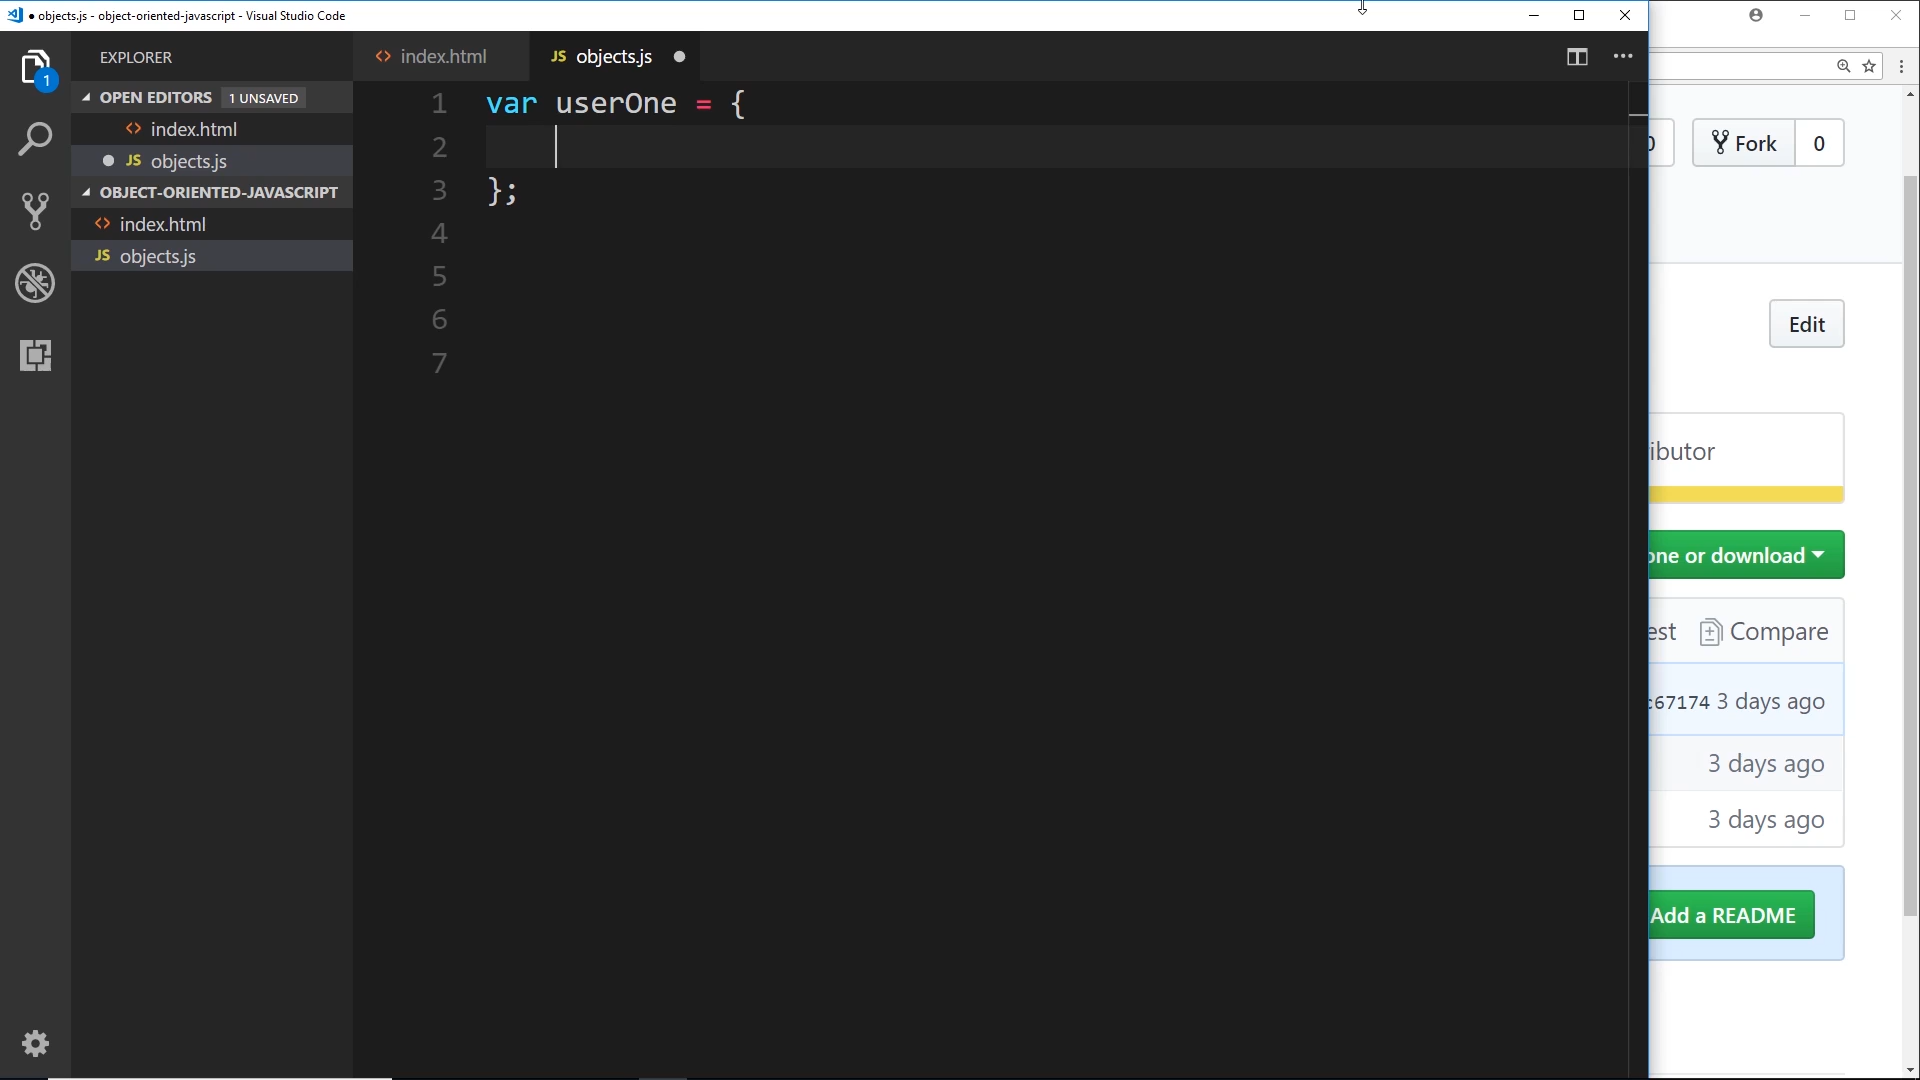 ● objects.js - object-oriented-javascript - Visual Studio Code
1
EXPLORER
OPEN EDITORS 1 UNSAVED
<> index.html
● JS objects.js
OBJECT-ORIENTED-JAVASCRIPT
<> index.html
JS objects.js
<> index.html JS objects.js ●
1 var userOne = {
2
3 };
4
5
6
7
Fork 0
Edit
ibutor
one or download
est Compare
67174 3 days ago
3 days ago
3 days ago
Add a README